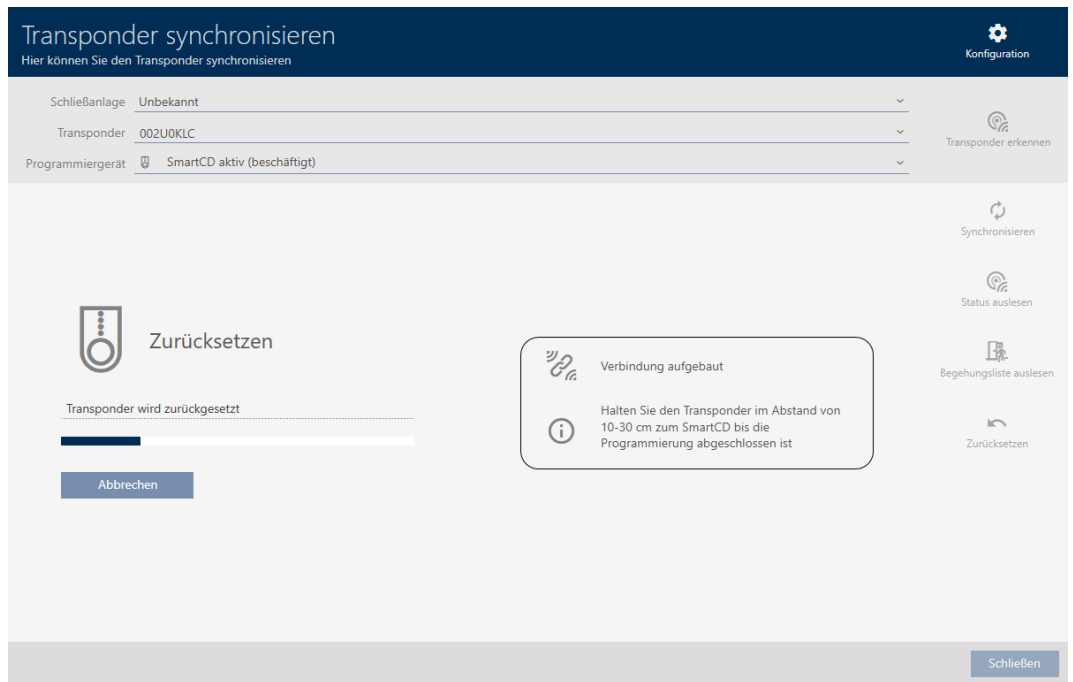 Transponder synchronisieren
Hier können Sie den Transponder synchronisieren
Konfiguration
Schließanlage Unbekannt
Transponder 002U0KLC
Programmiergerät SmartCD aktiv (beschäftigt)
Transponder erkennen
Synchronisieren
Status auslesen
Begehungsliste auslesen
Zurücksetzen
Zurücksetzen
Transponder wird zurückgesetzt
Abbrechen
Verbindung aufgebaut
Halten Sie den Transponder im Abstand von
10-30 cm zum SmartCD bis die
Programmierung abgeschlossen ist
Schließen